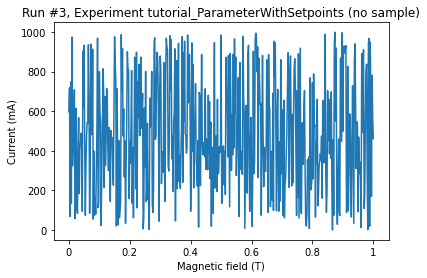 Run #3, Experiment tutorial_ParameterWithSetpoints (no sample)
Current (mA)
1000
800
600
400
200
0
0 0.2 0.4 0.6 0.8 1
Magnetic field (T)